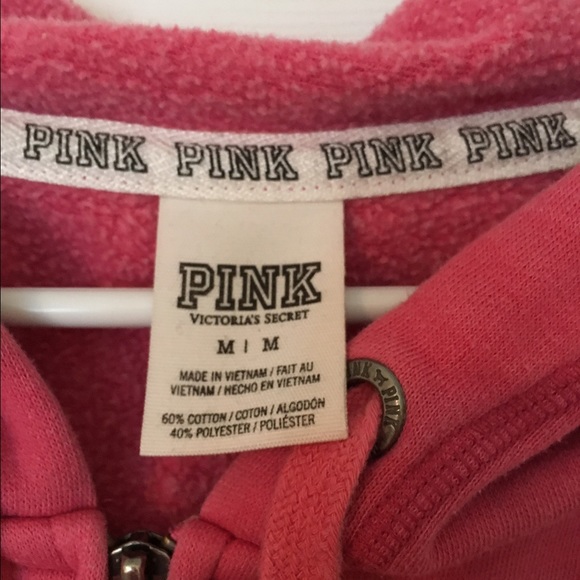 PINK PINK PINK PINK
PINK
VICTORIA'S SECRET
M | M
MADE IN VIETNAM / FAIT AU
VIETNAM / HECHO EN VIETNAM
60% COTTON / COTON / ALGODÓN
40% POLYESTER / POLIÉSTER
PINK